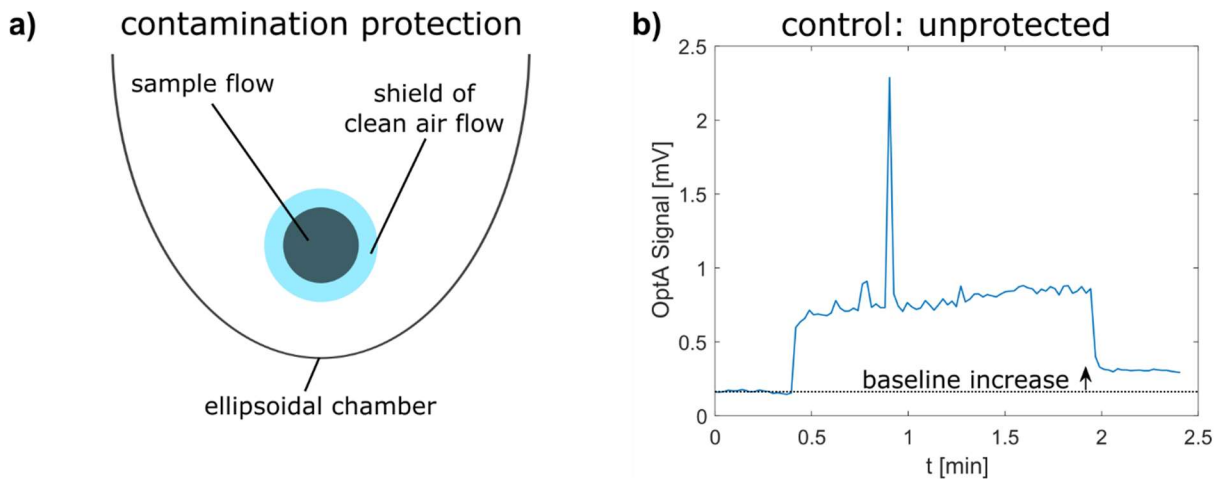 a)
contamination protection
sample flow
shield of
clean air flow
ellipsoidal chamber
b)
control: unprotected
2.5
2
1.5
1
0.5
0
OptA Signal [mV]
baseline increase
0
0.5
1
1.5
2
2.5
t [min]